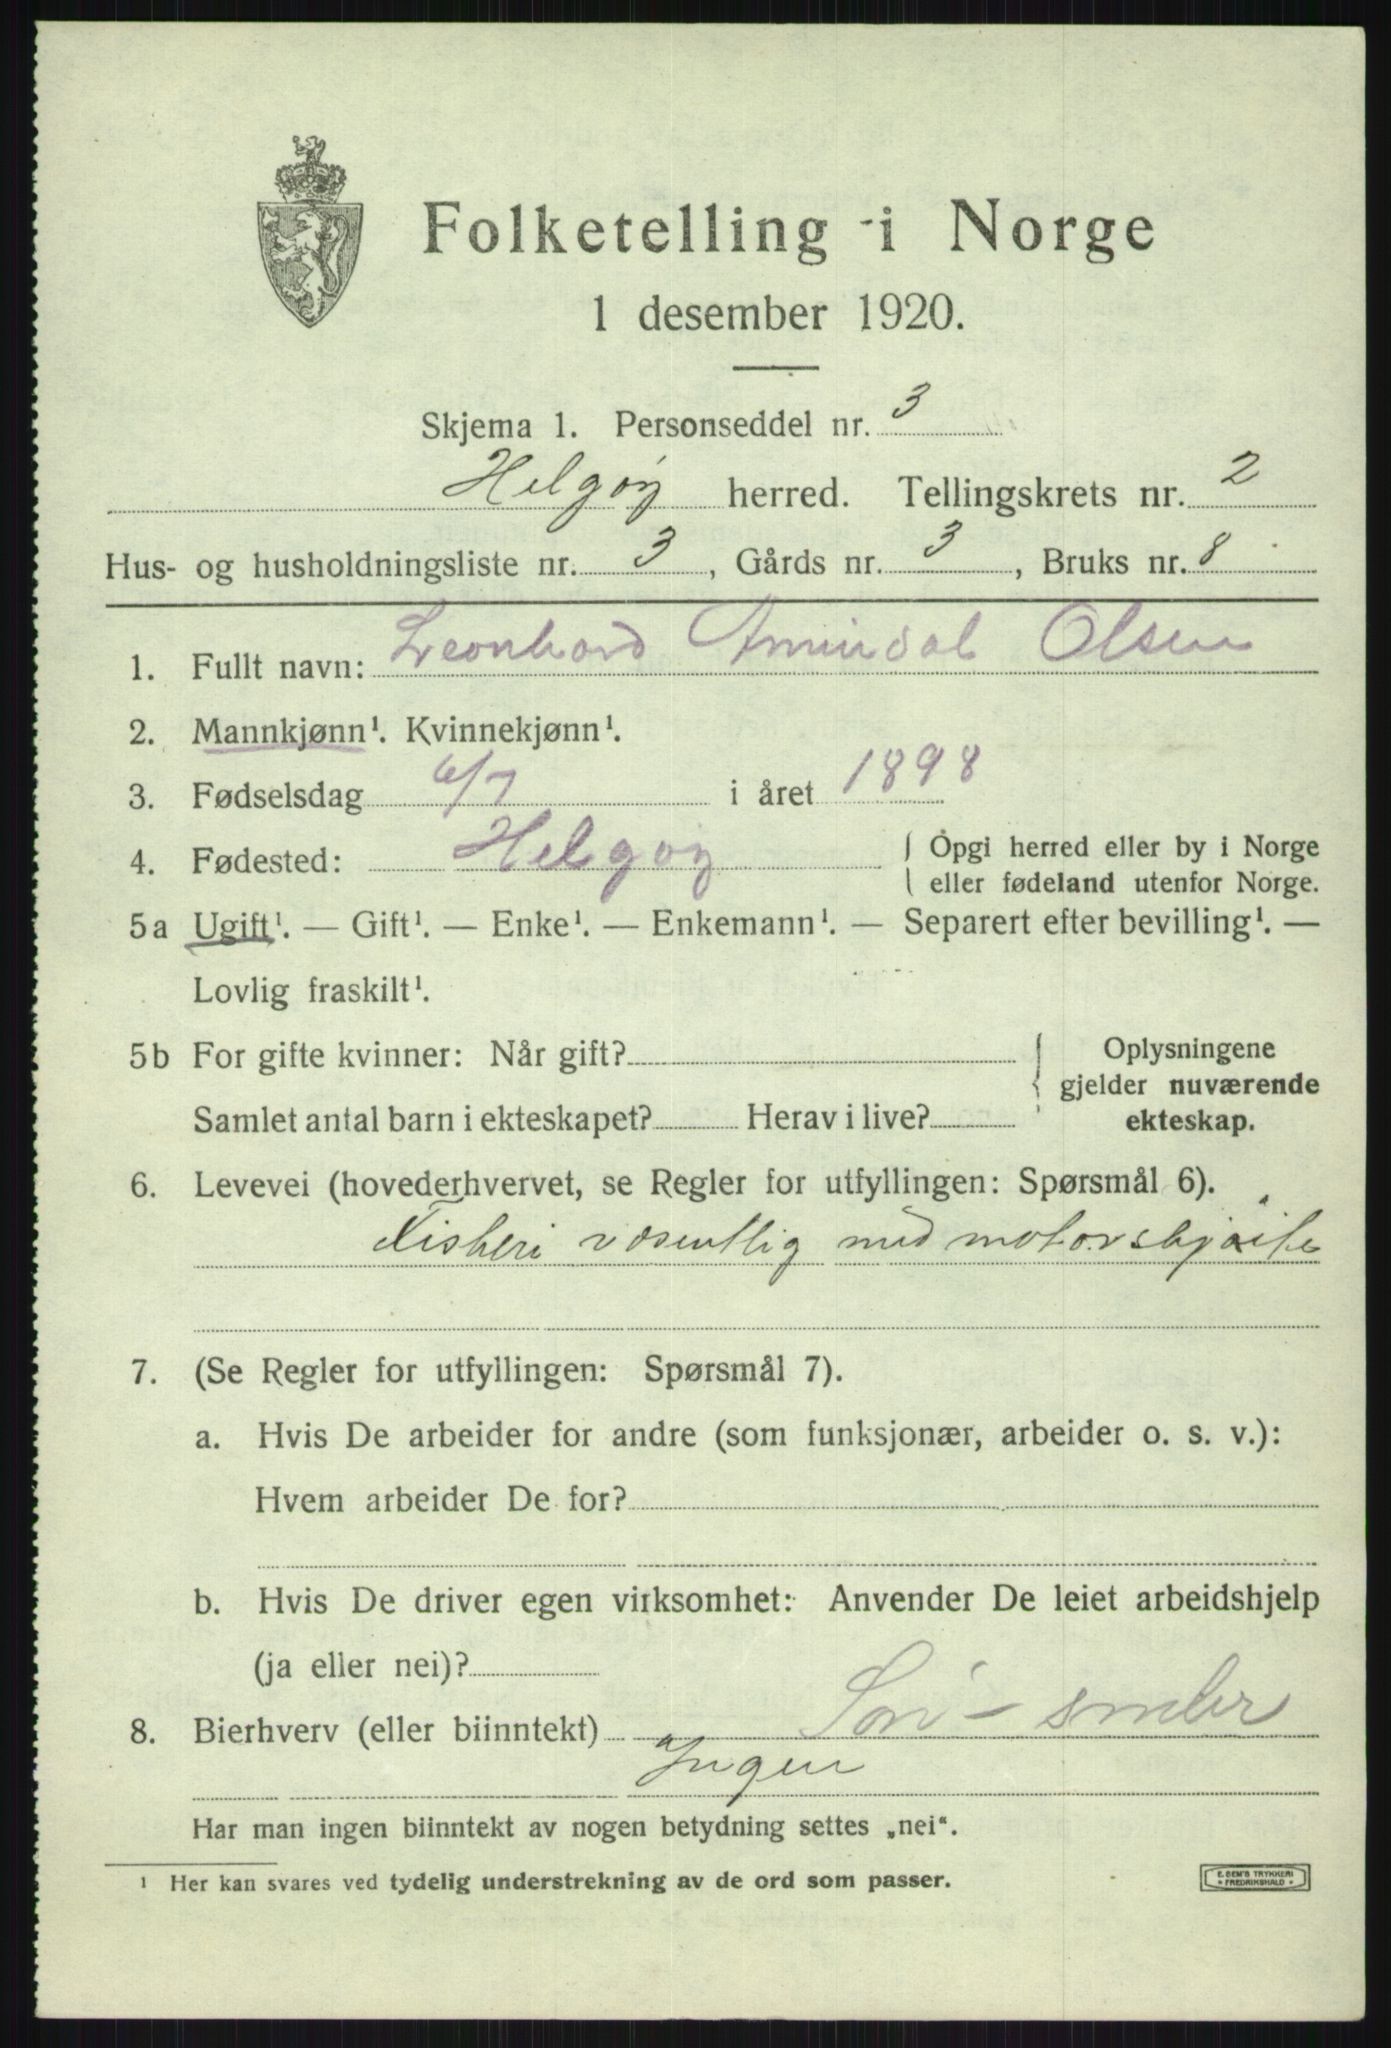 Folketelling i Norge
1 desember 1920.
Skjema 1. Personseddel nr. 3
Helgøy herred. Tellingskrets nr. 2
Hus- og husholdningsliste nr. 3, Gårds nr. 3, Bruks nr. 8
1. Fullt navn: Leonhard Amindal Olsen
2. Mannkjønn¹. Kvinnekjønn¹.
3. Fødselsdag 6/7 i året 1898
4. Fødested: Helgøy { Opgi herred eller by i Norge
eller fødeland utenfor Norge.
5a Ugift¹. — Gift¹. — Enke¹. — Enkemann¹. — Separert efter bevilling¹. —
Lovlig fraskilt¹.
5b For gifte kvinner: Når gift?
Samlet antal barn i ekteskapet? Herav i live?
Oplysningene
gjelder nuværende
ekteskap.
6. Levevei (hovederhvervet, se Regler for utfyllingen: Spørsmål 6).
Fiskeri vesentlig med motorskjøite
7. (Se Regler for utfyllingen: Spørsmål 7).
a. Hvis De arbeider for andre (som funksjonær, arbeider o. s. v.):
Hvem arbeider De for?
b. Hvis De driver egen virksomhet: Anvender De leiet arbeidshjelp
(ja eller nei)?
8. Bierhverv (eller biinntekt)
Ingen
Har man ingen biinntekt av nogen betydning settes „nei“.
¹ Her kan svares ved tydelig understrekning av de ord som passer.
E. SEM'S TRYKKERI
FREDRIKSHALD